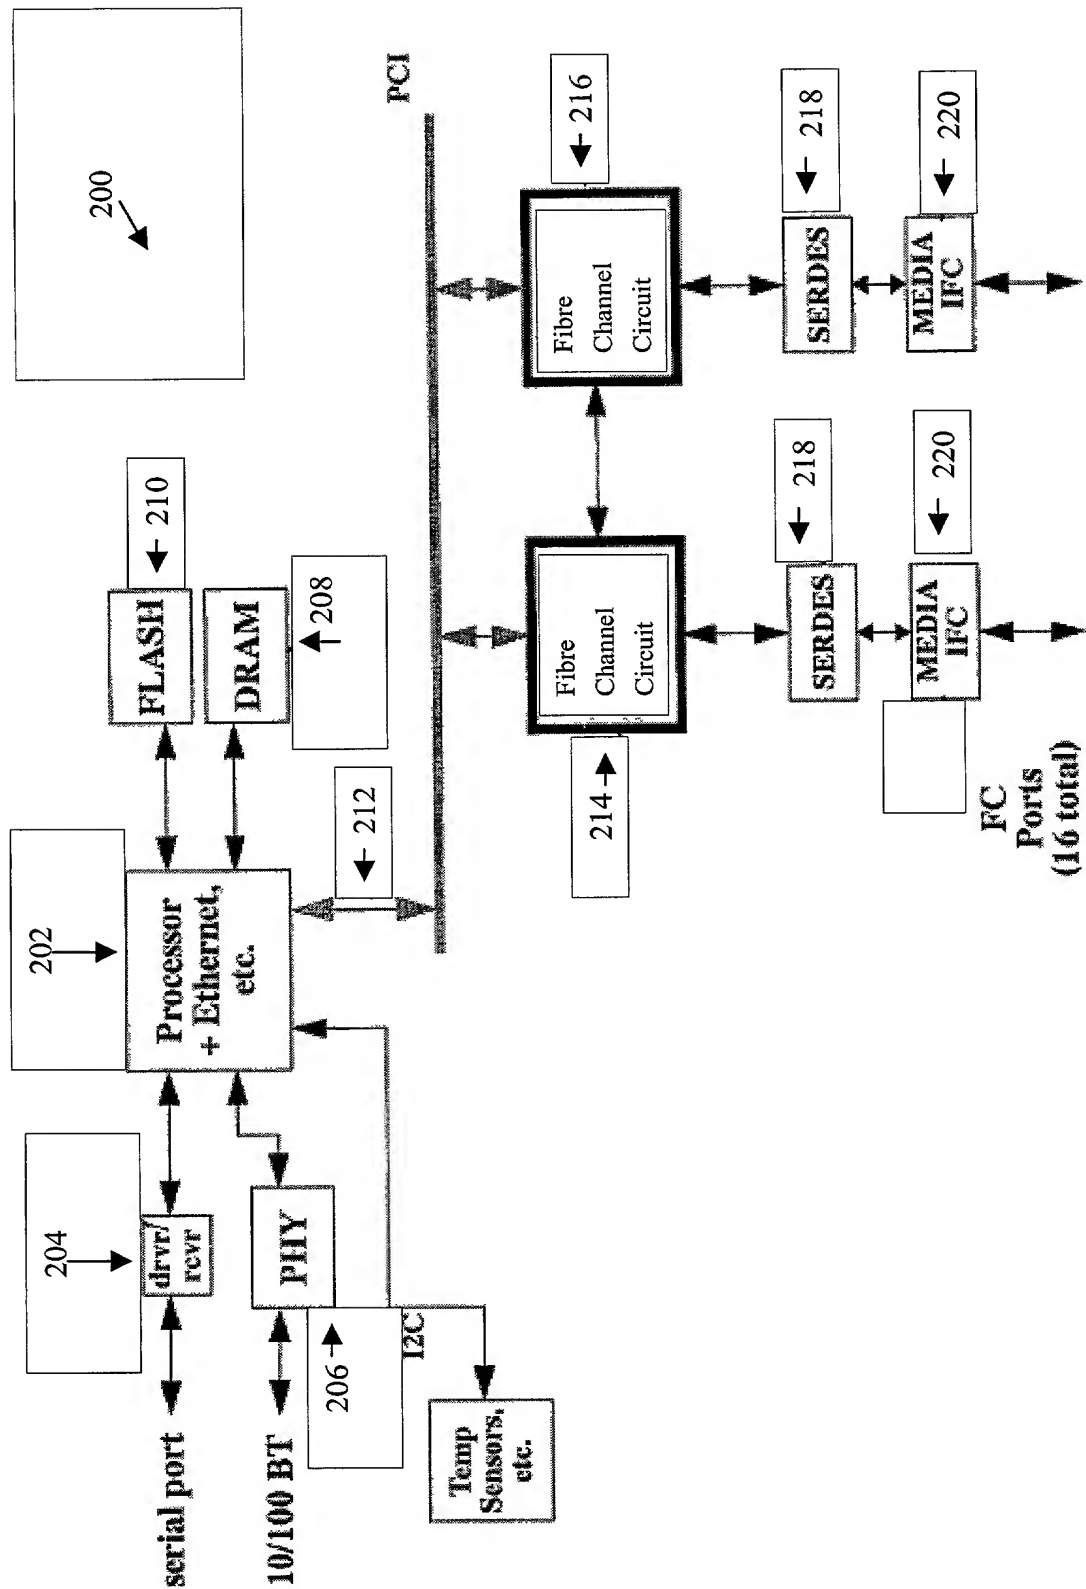 200
202
204
serial port
drvr/
rcvr
Processor
+ Ethernet,
etc.
FLASH
210
DRAM
208
10/100 BT
PHY
206
I2C
Temp
Sensors,
etc.
212
PCI
214
Fibre
Channel
Circuit
Fibre
Channel
Circuit
216
SERDES
218
SERDES
218
MEDIA
IFC
220
MEDIA
IFC
220
FC
Ports
(16 total)